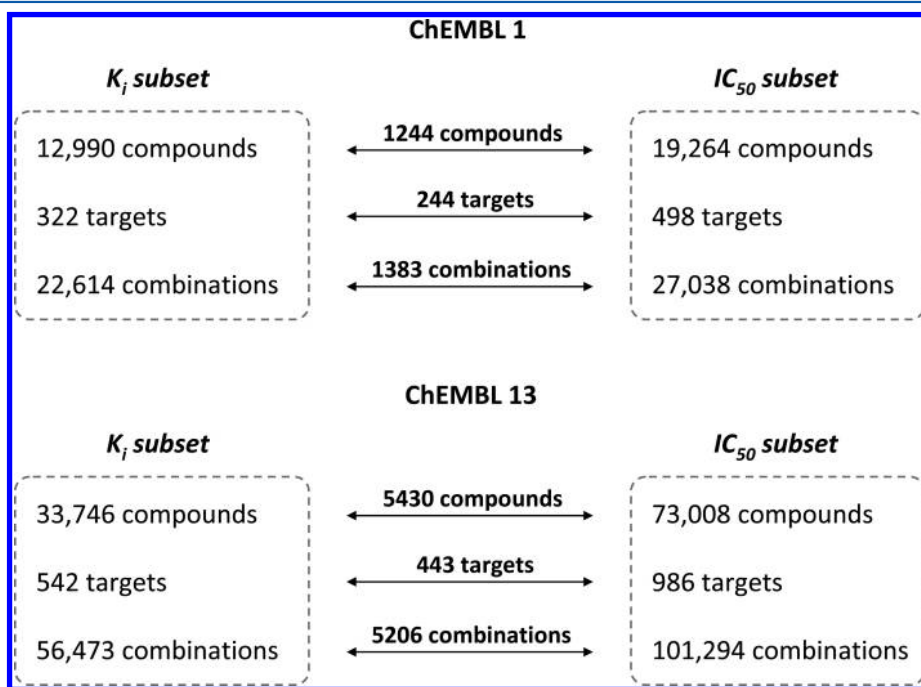 ChEMBL 1
Ki subset
IC50 subset
12,990 compounds
1244 compounds
19,264 compounds
322 targets
244 targets
498 targets
22,614 combinations
1383 combinations
27,038 combinations
ChEMBL 13
Ki subset
IC50 subset
33,746 compounds
5430 compounds
73,008 compounds
542 targets
443 targets
986 targets
56,473 combinations
5206 combinations
101,294 combinations